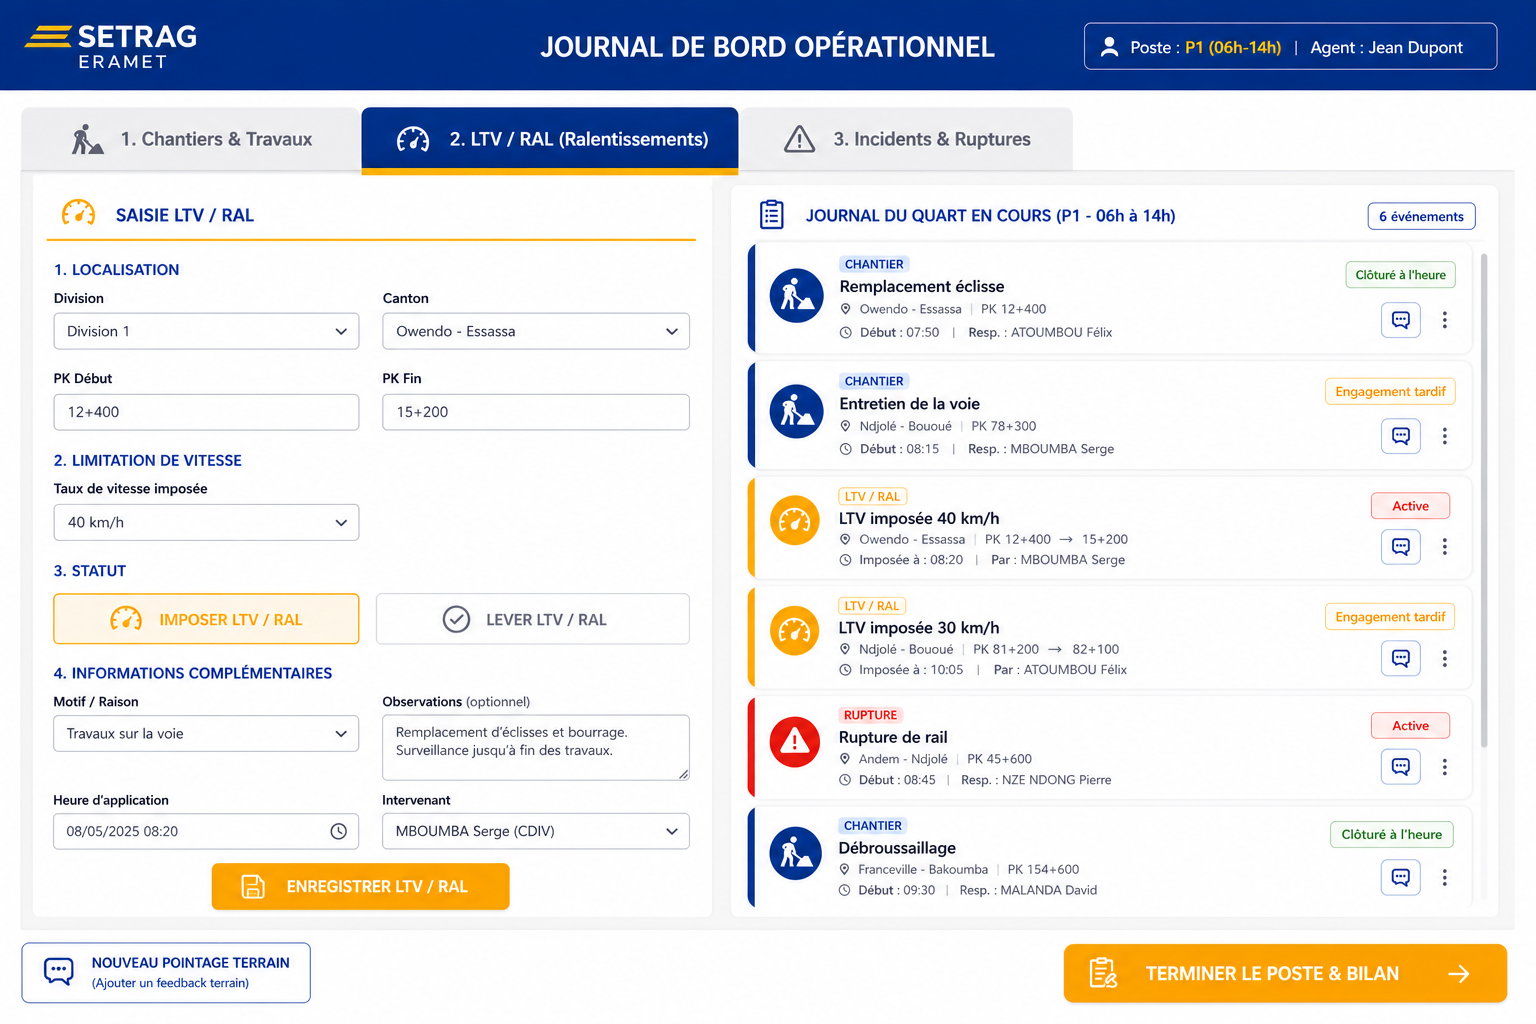 SETRAG
ERAMET
JOURNAL DE BORD OPÉRATIONNEL
Poste : P1 (06h-14h) | Agent : Jean Dupont
1. Chantiers & Travaux
2. LTV / RAL (Ralentissements)
3. Incidents & Ruptures
SAISIE LTV / RAL
1. LOCALISATION
Division
Canton
Division 1
Owendo - Essassa
PK Début
PK Fin
12+400
15+200
2. LIMITATION DE VITESSE
Taux de vitesse imposée
40 km/h
3. STATUT
IMPOSER LTV / RAL
LEVER LTV / RAL
4. INFORMATIONS COMPLÉMENTAIRES
Motif / Raison
Observations (optionnel)
Travaux sur la voie
Remplacement d'éclisses et bourrage.
Surveillance jusqu'à fin des travaux.
Heure d'application
Intervenant
08/05/2025 08:20
MBOUMBA Serge (CDIV)
ENREGISTRER LTV / RAL
JOURNAL DU QUART EN COURS (P1 - 06h à 14h)
6 événements
CHANTIER
Remplacement éclisse
Owendo - Essassa | PK 12+400
Début : 07:50 | Resp. : ATOUMBOU Félix
Clôturé à l'heure
CHANTIER
Entretien de la voie
Ndjolé - Bououé | PK 78+300
Début : 08:15 | Resp. : MBOUMBA Serge
Engagement tardif
LTV / RAL
LTV imposée 40 km/h
Owendo - Essassa | PK 12+400 → 15+200
Imposée à : 08:20 | Par : MBOUMBA Serge
Active
LTV / RAL
LTV imposée 30 km/h
Ndjolé - Bououé | PK 81+200 → 82+100
Imposée à : 10:05 | Par : ATOUMBOU Félix
Engagement tardif
RUPTURE
Rupture de rail
Andem - Ndjolé | PK 45+600
Début : 08:45 | Resp. : NZE NDONG Pierre
Active
CHANTIER
Débroussaillage
Franceville - Bakoumba | PK 154+600
Début : 09:30 | Resp. : MALANDA David
Clôturé à l'heure
NOUVEAU POINTAGE TERRAIN
(Ajouter un feedback terrain)
TERMINER LE POSTE & BILAN →